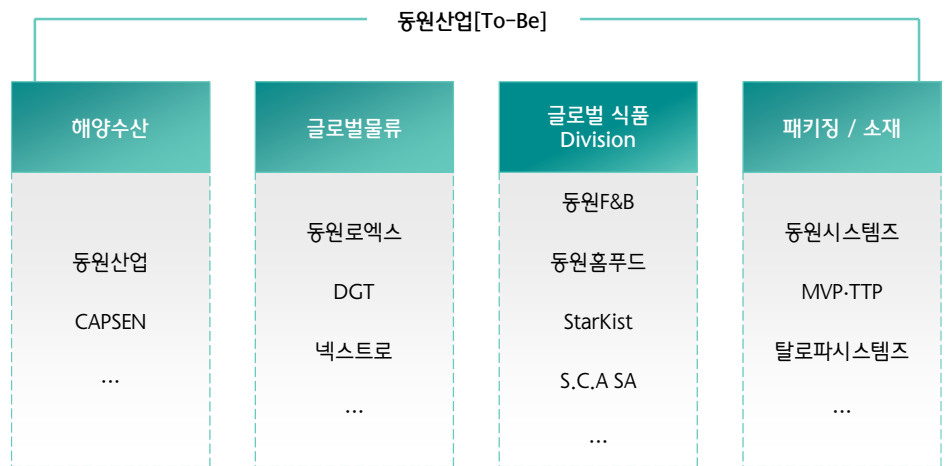 동원산업[To-Be]
해양수산
동원산업
CAPSEN
...
글로벌물류
동원로엑스
DGT
넥스트로
...
글로벌 식품
Division
동원F&B
동원홈푸드
StarKist
S.C.A SA
...
패키징 / 소재
동원시스템즈
MVP·TTP
탈로파시스템즈
...